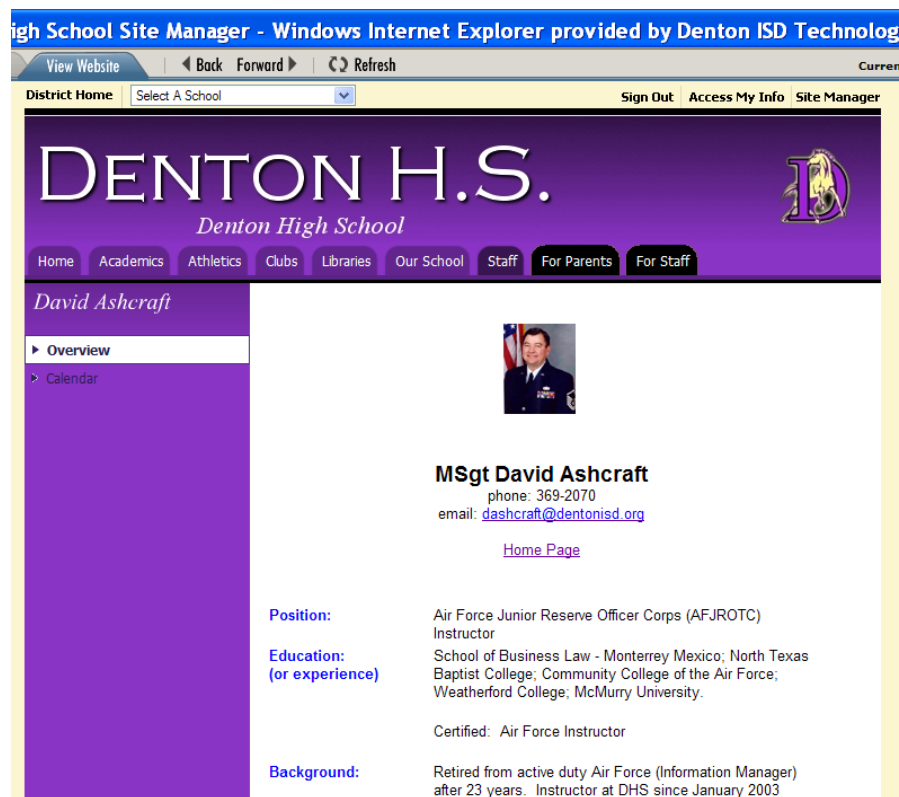 igh School Site Manager - Windows Internet Explorer provided by Denton ISD Technolog
View Website Back Forward Refresh Curren
District Home Select A School Sign Out Access My Info Site Manager
DENTON H.S.
Denton High School
D
Home Academics Athletics Clubs Libraries Our School Staff For Parents For Staff
David Ashcraft
Overview
Calendar
MSgt David Ashcraft
phone: 369-2070
email: dashcraft@dentonisd.org
Home Page
Position: Air Force Junior Reserve Officer Corps (AFJROTC)
Instructor
Education: School of Business Law - Monterrey Mexico; North Texas
(or experience) Baptist College; Community College of the Air Force;
Weatherford College; McMurry University.
Certified: Air Force Instructor
Background: Retired from active duty Air Force (Information Manager)
after 23 years. Instructor at DHS since January 2003